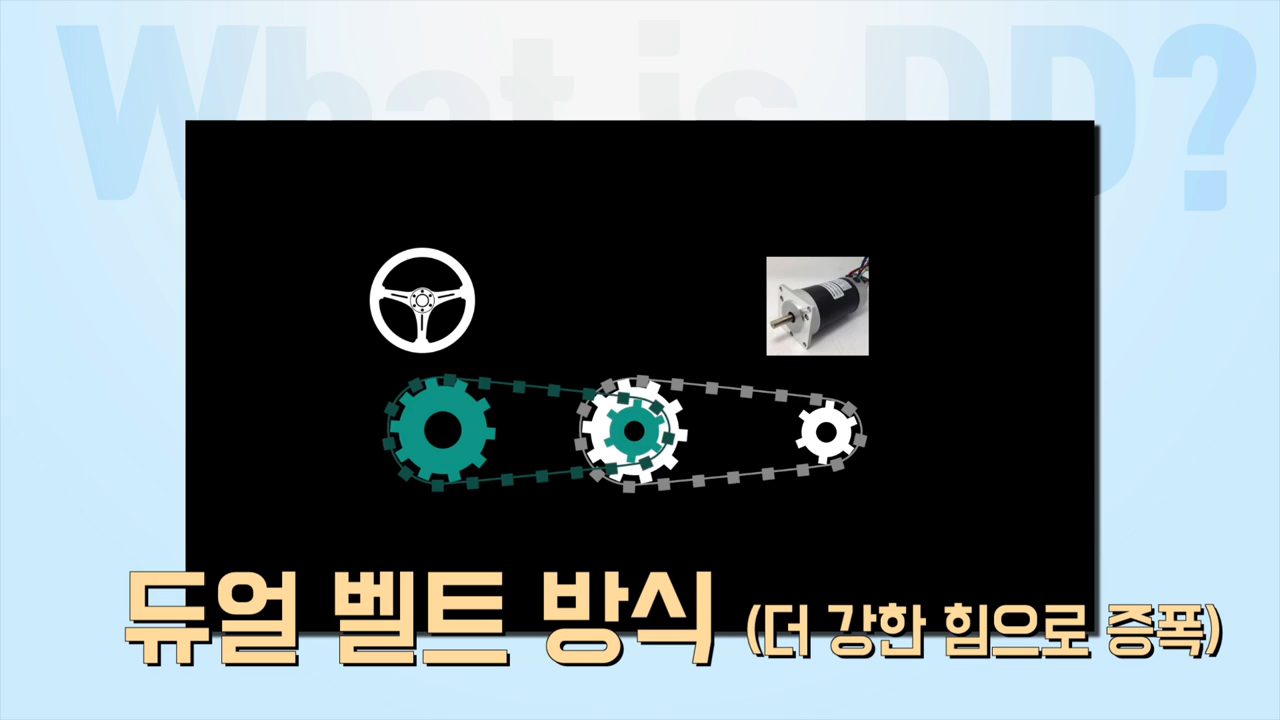 What is DD?
듀얼 벨트 방식 (더 강한 힘으로 증폭)